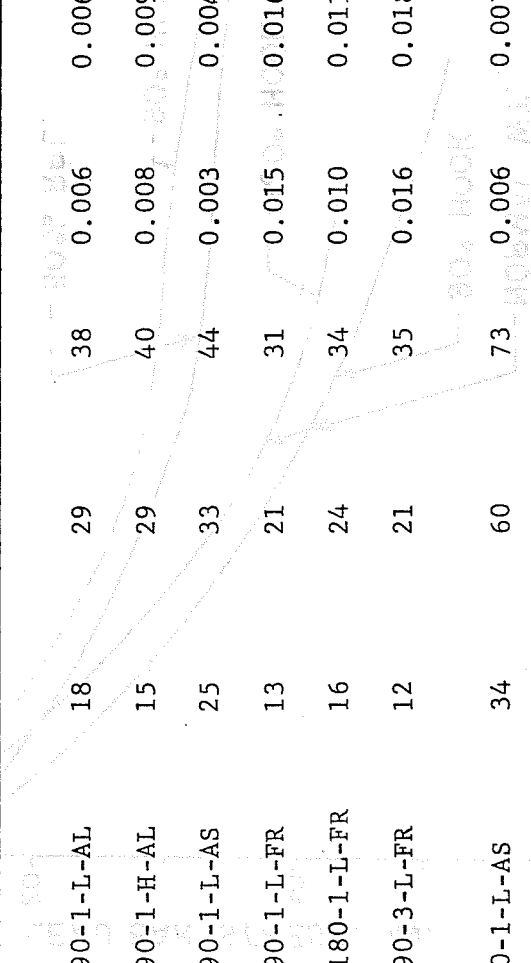 90-1-L-AL 18 29 38 0.006 0.006
90-1-H-AL 15 29 40 0.008 0.009
90-1-L-AS 25 33 44 0.003 0.004
90-1-L-FR 13 21 31 0.015 0.016
180-1-L-FR 16 24 34 0.010 0.011
90-3-L-FR 12 21 35 0.016 0.018
0-1-L-AS 34 60 73 0.006 0.007